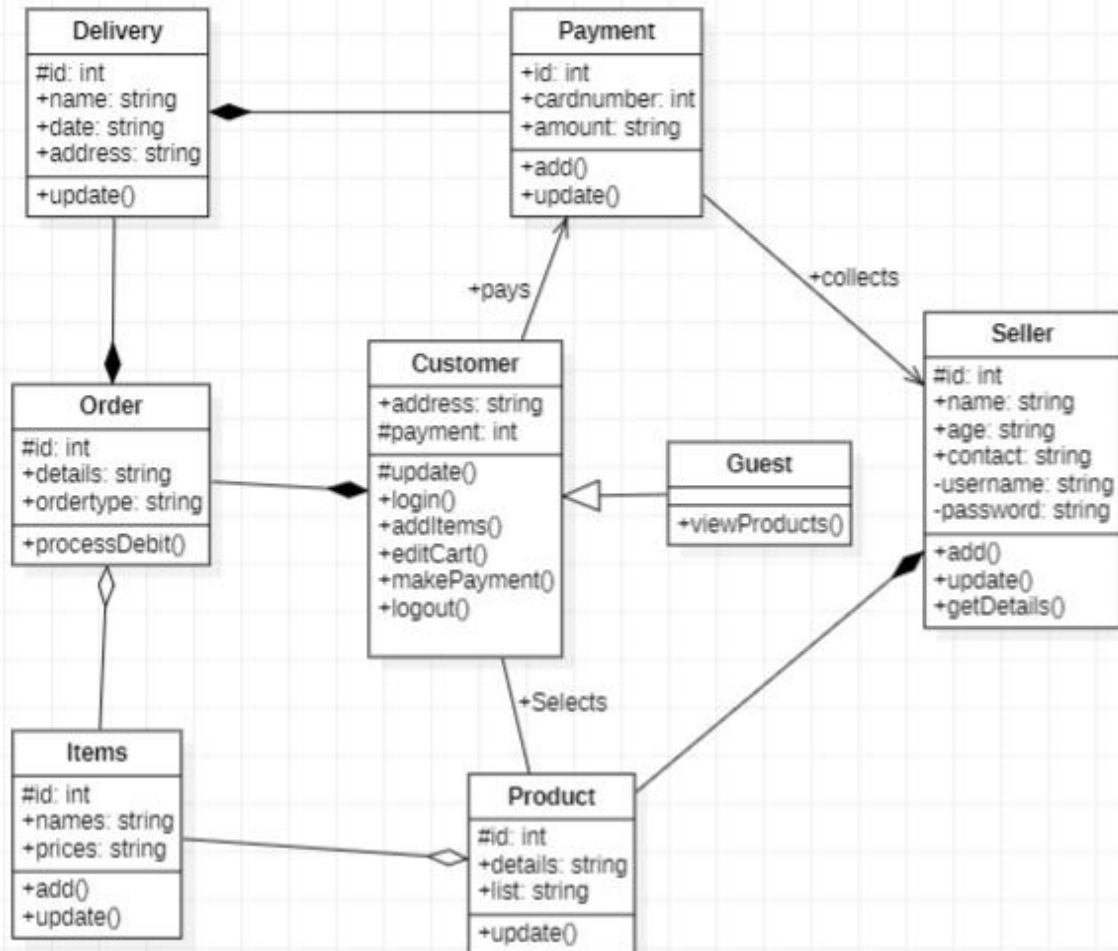 Delivery
#id: int
+name: string
+date: string
+address: string
+update()
Payment
+id: int
+cardnumber: int
+amount: string
+add()
+update()
+pays
+collects
Customer
+address: string
#payment: int
#update()
+login()
+addItems()
+editCart()
+makePayment()
+logout()
Seller
#id: int
+name: string
+age: string
+contact: string
-username: string
-password: string
+add()
+update()
+getDetails()
Order
#id: int
+details: string
+ordertype: string
+processDebit()
Guest
+viewProducts()
+Selects
Items
#id: int
+names: string
+prices: string
+add()
+update()
Product
#id: int
+details: string
+list: string
+update()